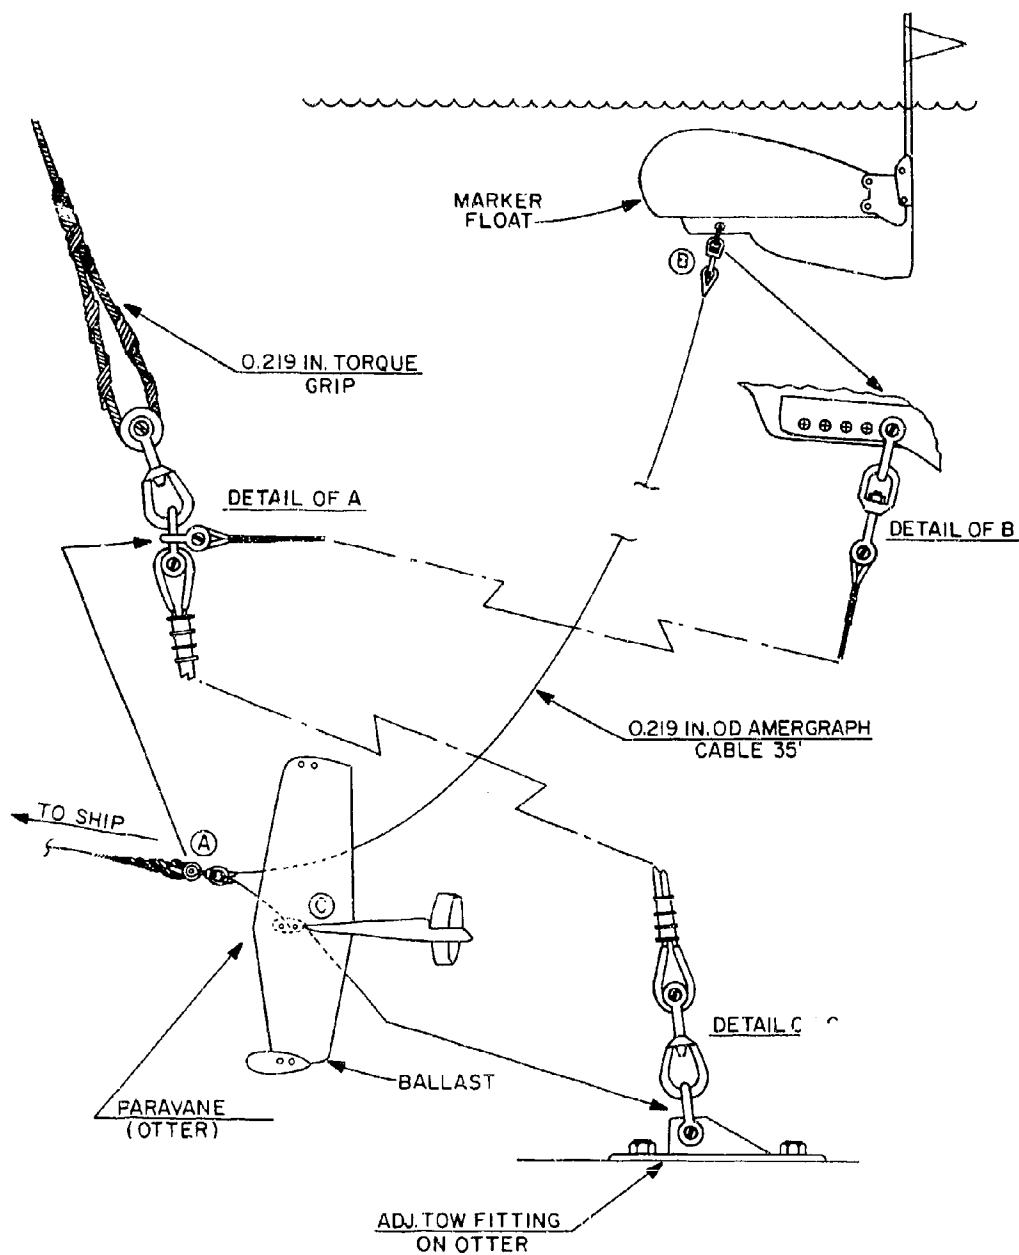 MARKER
FLOAT
B
0.219 IN. TORQUE
GRIP
DETAIL OF A
DETAIL OF B
0.219 IN. OD AMERGRAPH
CABLE 35'
TO SHIP
A
C
DETAIL
BALLAST
PARAVANE
(OTTER)
ADJ. TOW FITTING
ON OTTER